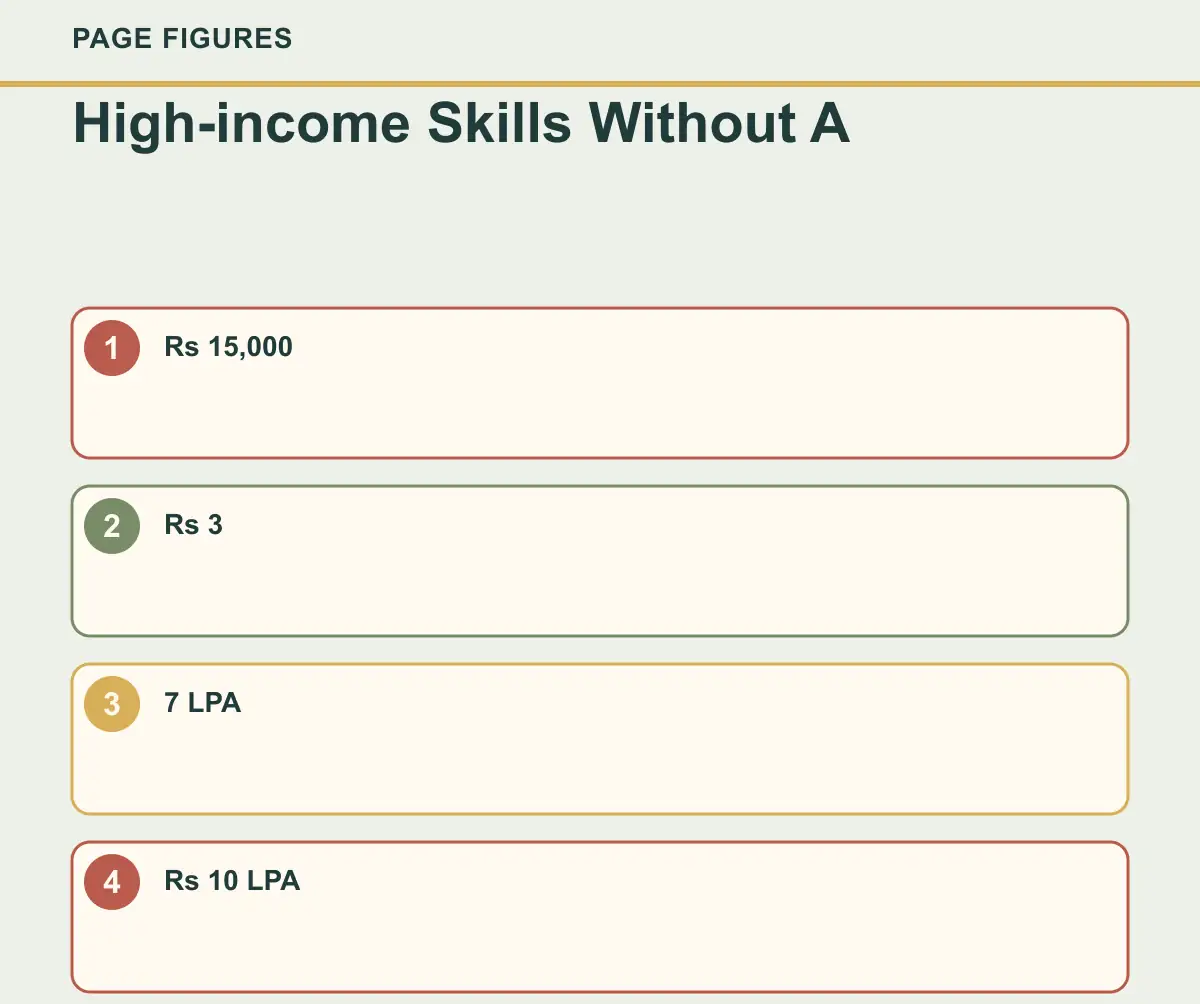 PAGE FIGURES
High-income Skills Without A
1 Rs 15,000
2 Rs 3
3 7 LPA
4 Rs 10 LPA